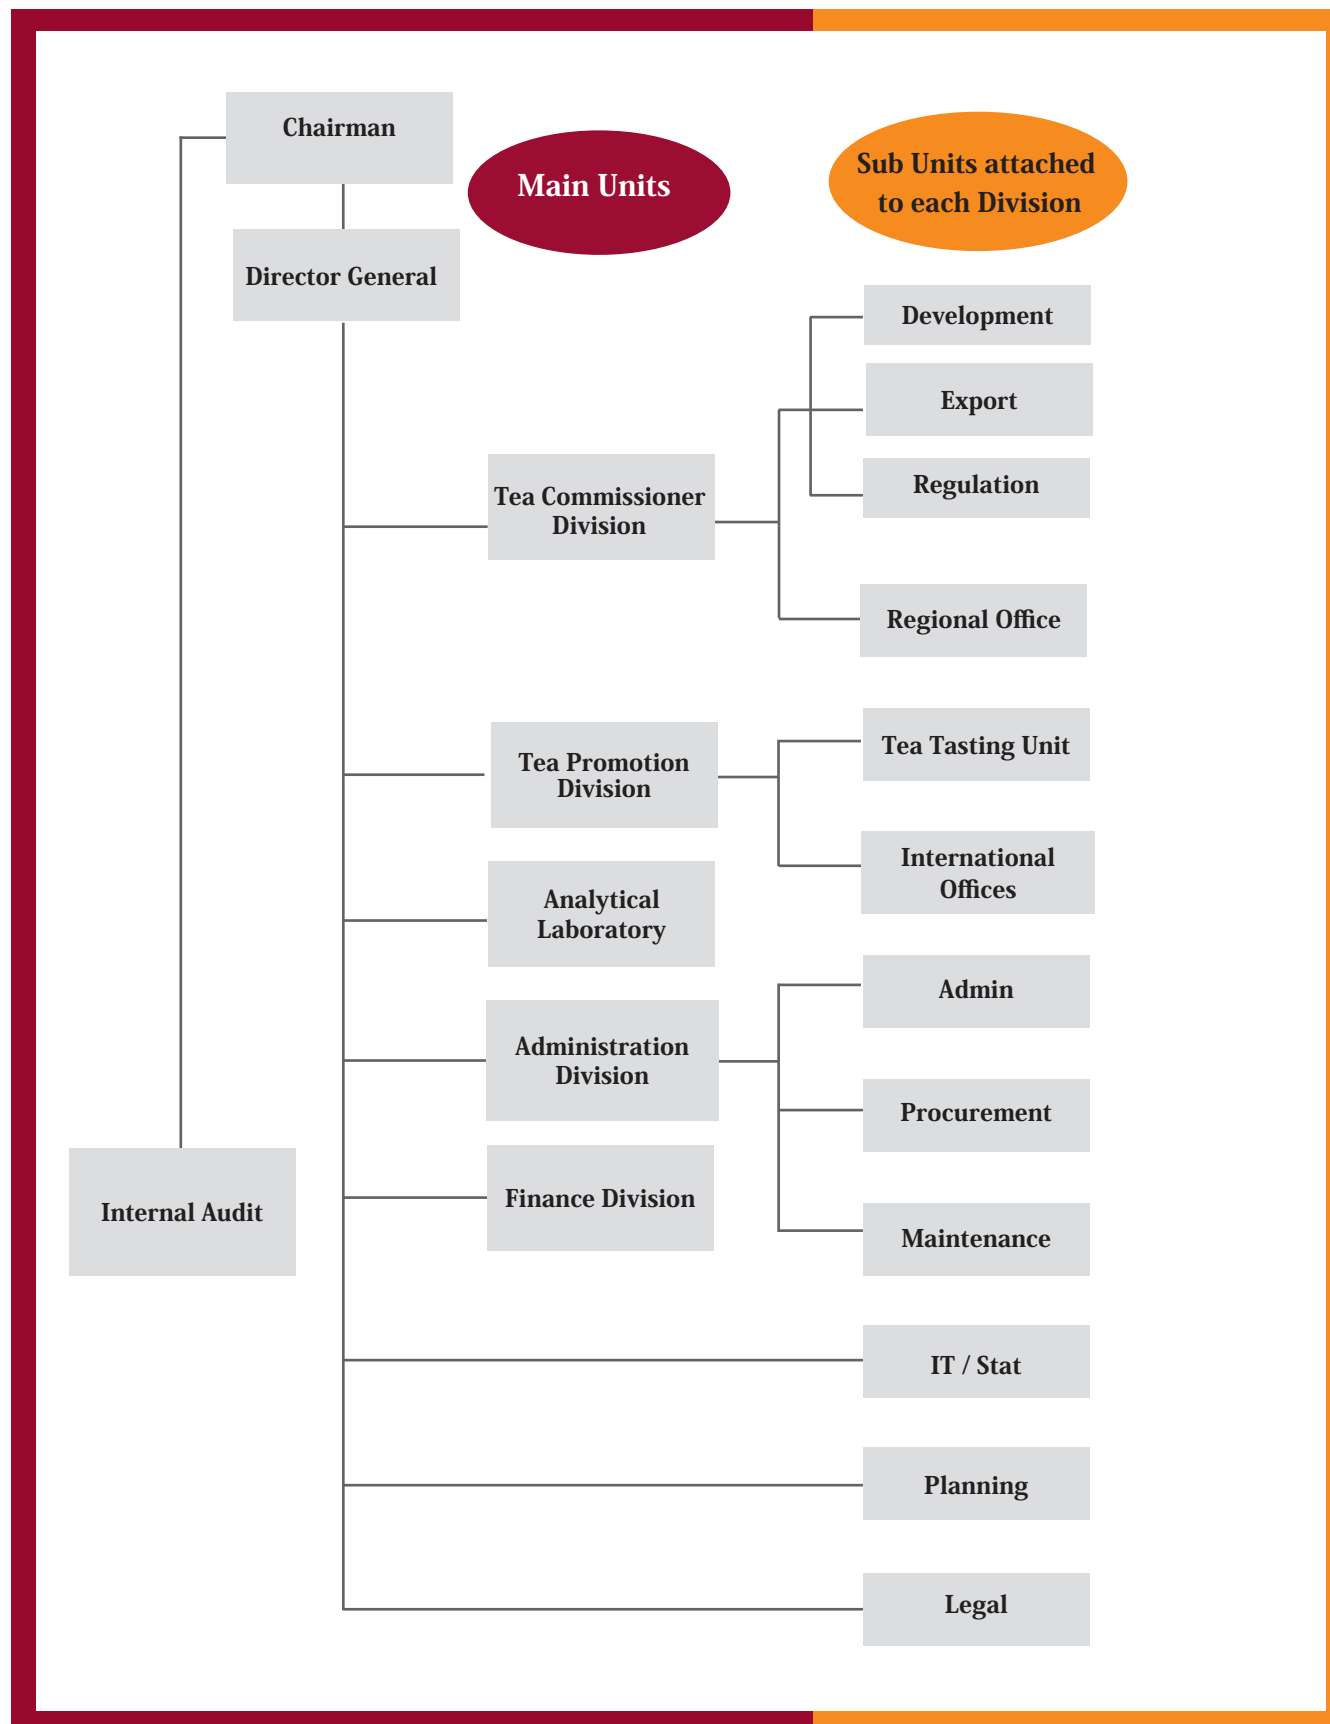 Chairman
Main Units
Sub Units attached
to each Division
Director General
Development
Export
Regulation
Tea Commissioner
Division
Regional Office
Tea Promotion
Division
Tea Tasting Unit
International
Offices
Analytical
Laboratory
Admin
Administration
Division
Procurement
Internal Audit
Finance Division
Maintenance
IT / Stat
Planning
Legal